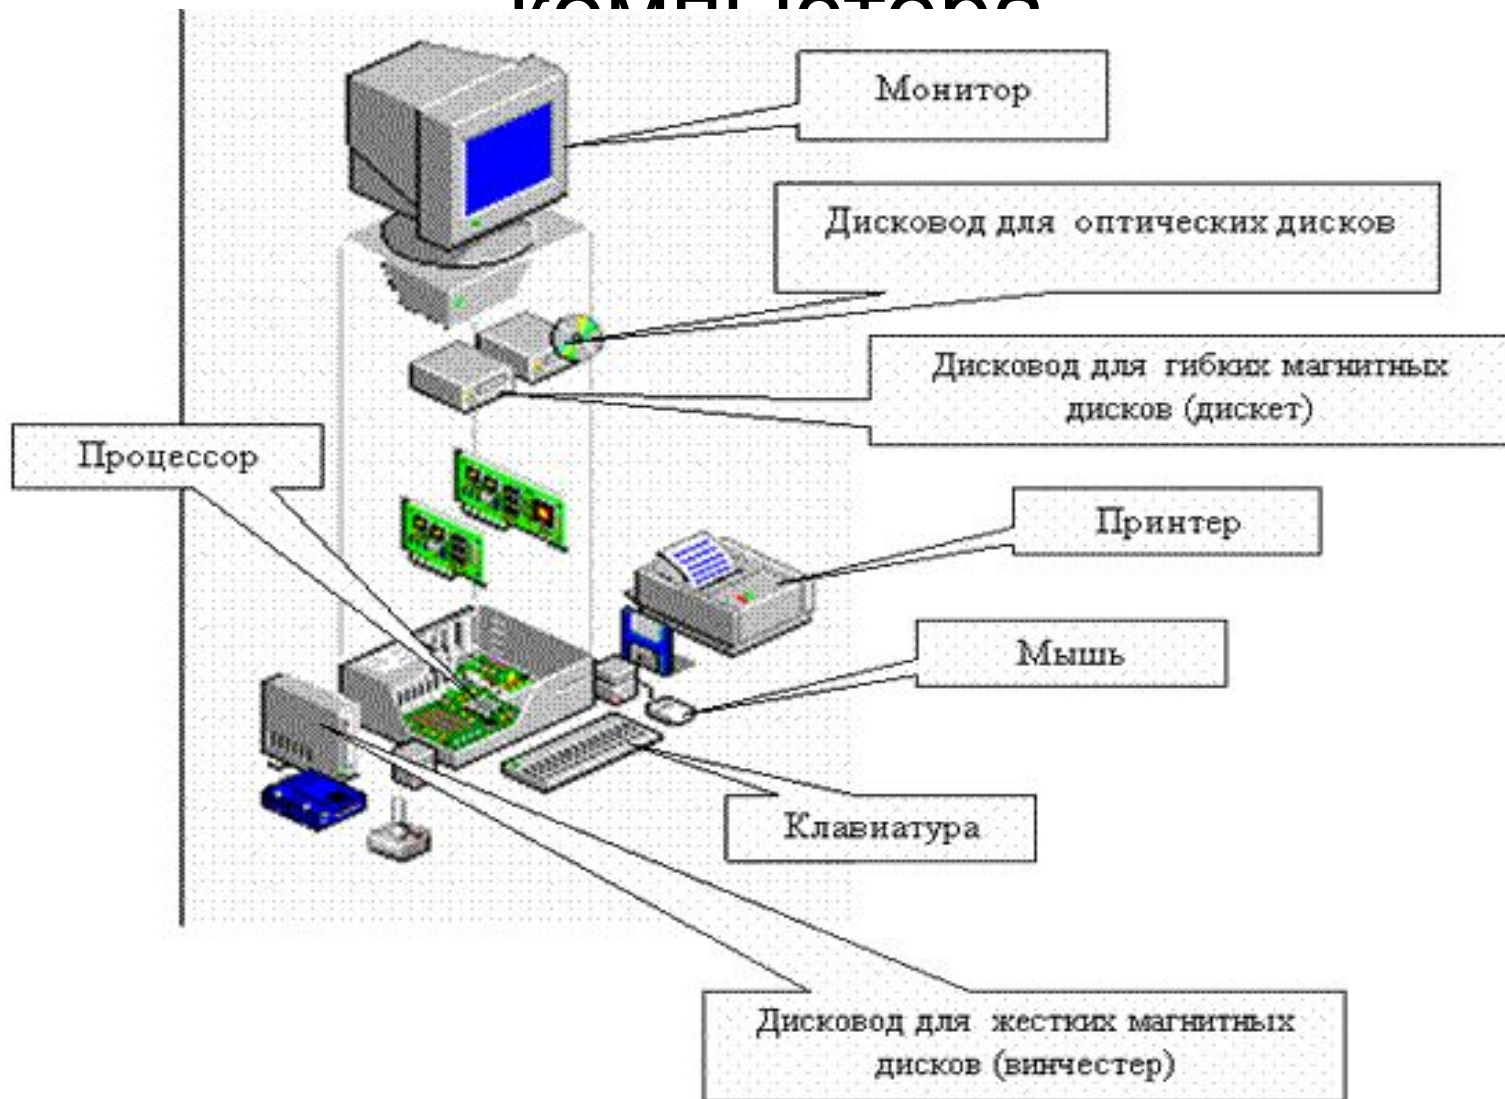 компьютера
Монитор
Дисковод для оптических дисков
Дисковод для гибких магнитных
дисков (дискет)
Процессор
Принтер
Мышь
Клавиатура
Дисковод для жестких магнитных
дисков (винчестер)